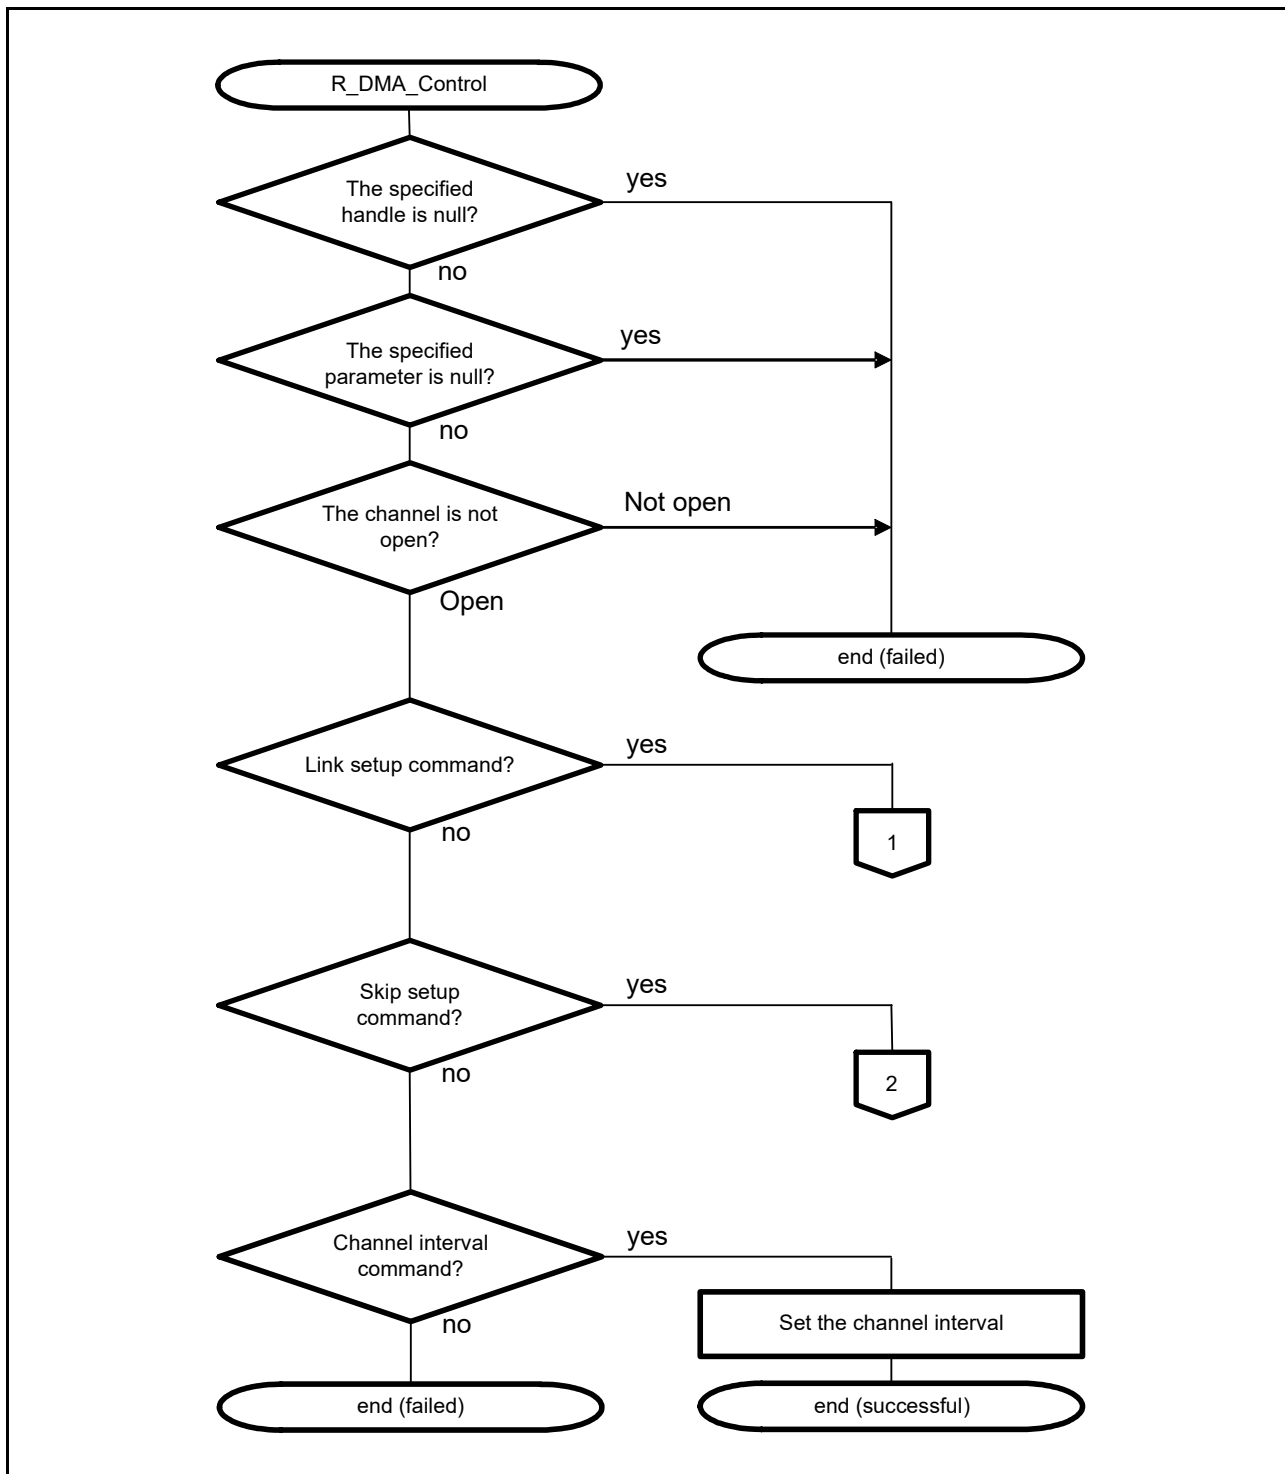 R_DMA_Control
The specified
handle is null?
yes
no
The specified
parameter is null?
yes
no
The channel is not
open?
Not open
Open
end (failed)
Link setup command?
yes
1
no
Skip setup
command?
yes
2
no
Channel interval
command?
yes
Set the channel interval
no
end (failed)
end (successful)